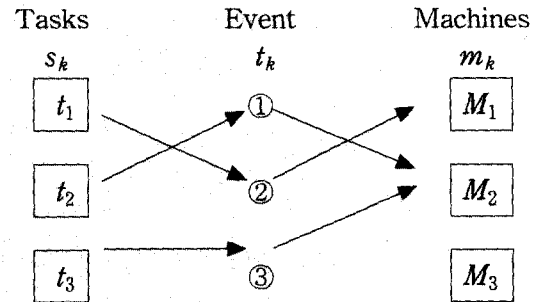 Tasks Event Machines
s_k t_k m_k
t_1 ① M_1
t_2 ② M_2
t_3 ③ M_3